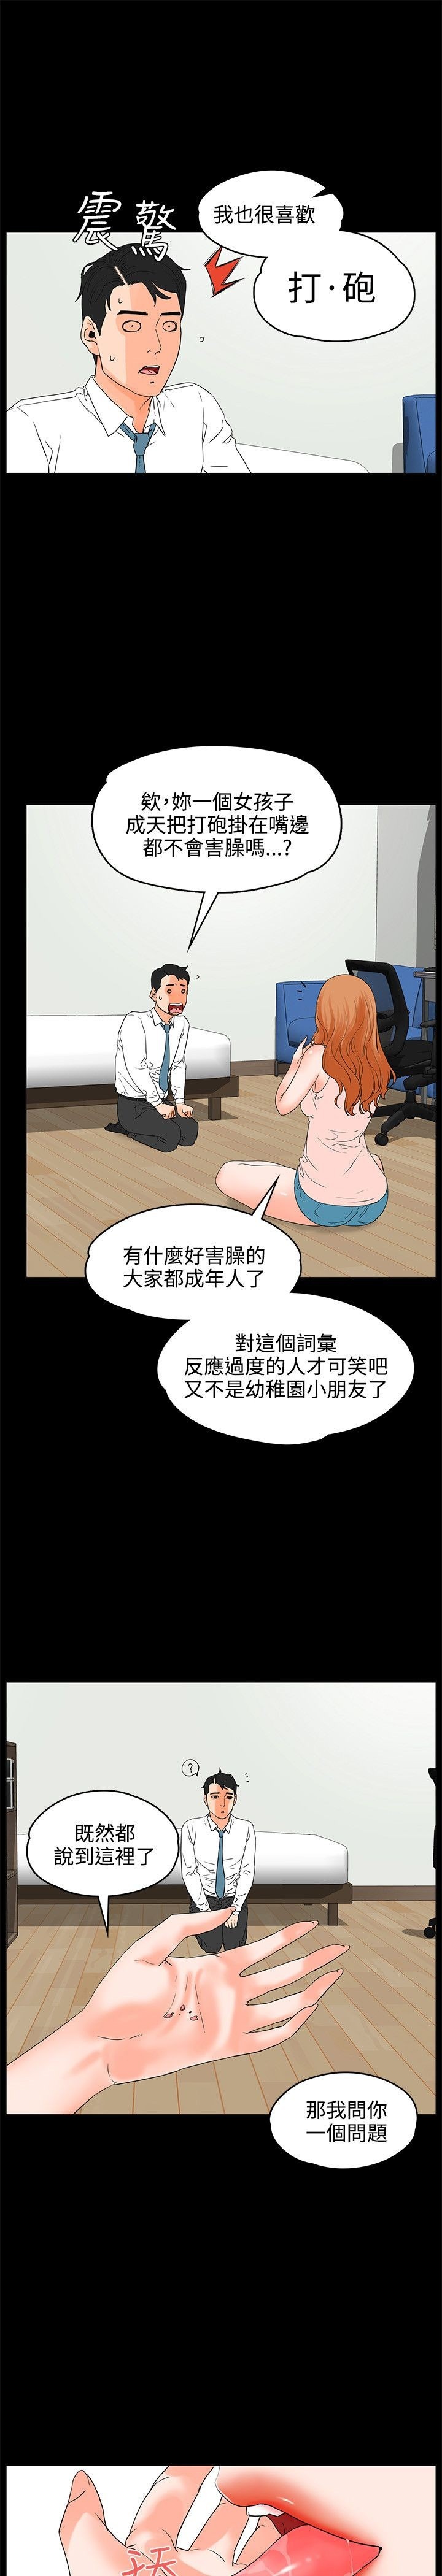 震驚
我也很喜歡
打·砲
欸,妳一個女孩子
成天把打砲掛在嘴邊
都不會害臊嗎...?
有什麼好害臊的
大家都成年人了
對這個詞彙
反應過度的人才可笑吧
又不是幼稚園小朋友了
?
既然都
說到這裡了
那我問你
一個問題